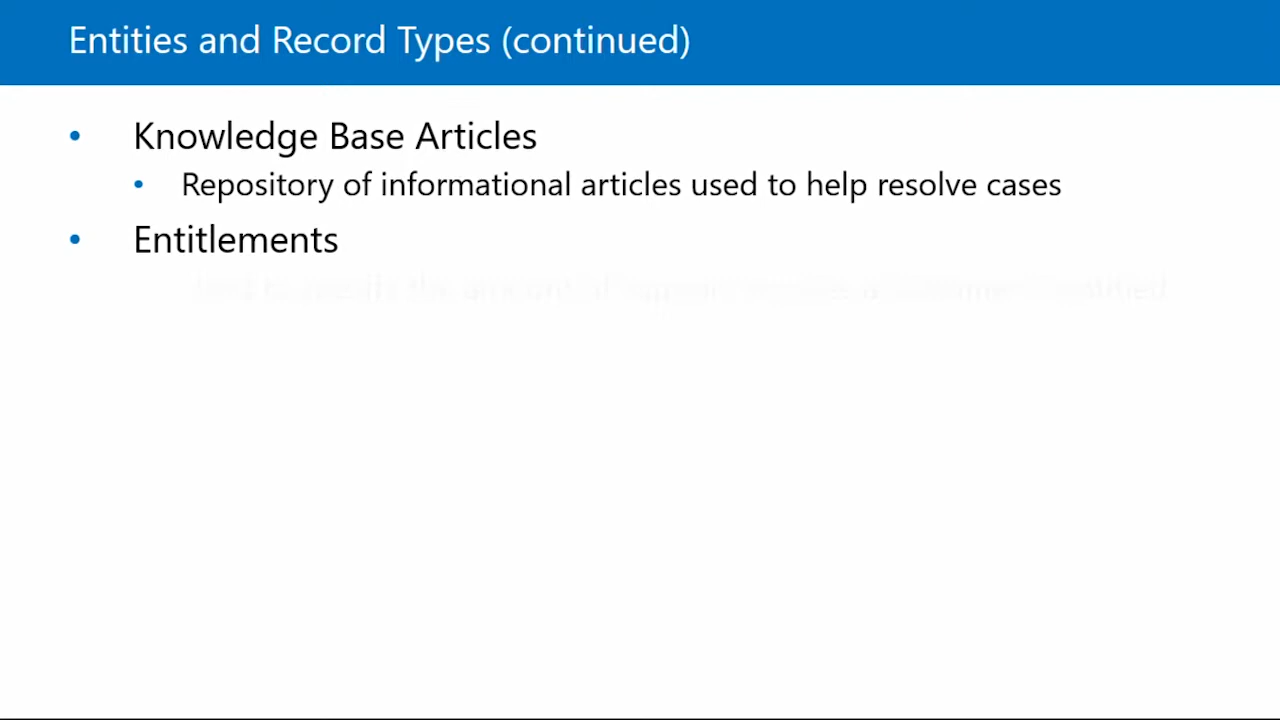 Entities and Record Types (continued)
• Knowledge Base Articles
• Repository of informational articles used to help resolve cases
• Entitlements